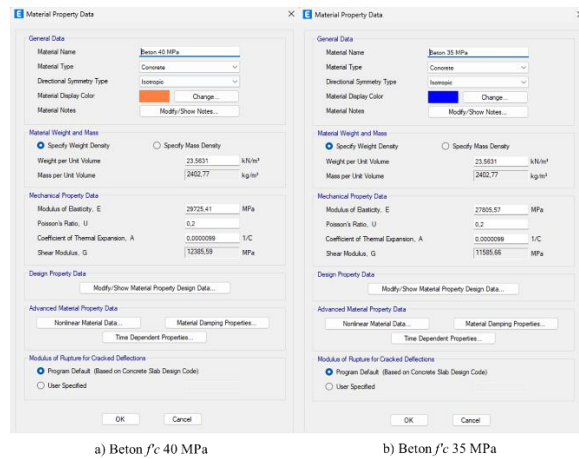 E Material Property Data X
General Data
Material Name Beton 40 MPa
Material Type Concrete
Directional Symmetry Type Isotropic
Material Display Color Change...
Material Notes Modify/Show Notes...
Material Weight and Mass
Specify Weight Density Specify Mass Density
Weight per Unit Volume 23,5631 kN/m³
Mass per Unit Volume 2402,77 kg/m³
Mechanical Property Data
Modulus of Elasticity, E 29725,41 MPa
Poisson's Ratio, U 0,2
Coefficient of Thermal Expansion, A 0,0000099 1/C
Shear Modulus, G 12385,59 MPa
Design Property Data
Modify/Show Material Property Design Data...
Advanced Material Property Data
Nonlinear Material Data... Material Damping Properties...
Time Dependent Properties...
Modulus of Rupture for Cracked Deflections
Program Default (Based on Concrete Slab Design Code)
User Specified
OK Cancel
a) Beton f'c 40 MPa
E Material Property Data X
General Data
Material Name Beton 35 MPa
Material Type Concrete
Directional Symmetry Type Isotropic
Material Display Color Change...
Material Notes Modify/Show Notes...
Material Weight and Mass
Specify Weight Density Specify Mass Density
Weight per Unit Volume 23,5631 kN/m³
Mass per Unit Volume 2402,77 kg/m³
Mechanical Property Data
Modulus of Elasticity, E 27805,57 MPa
Poisson's Ratio, U 0,2
Coefficient of Thermal Expansion, A 0,0000099 1/C
Shear Modulus, G 11585,66 MPa
Design Property Data
Modify/Show Material Property Design Data...
Advanced Material Property Data
Nonlinear Material Data... Material Damping Properties...
Time Dependent Properties...
Modulus of Rupture for Cracked Deflections
Program Default (Based on Concrete Slab Design Code)
User Specified
OK Cancel
b) Beton f'c 35 MPa